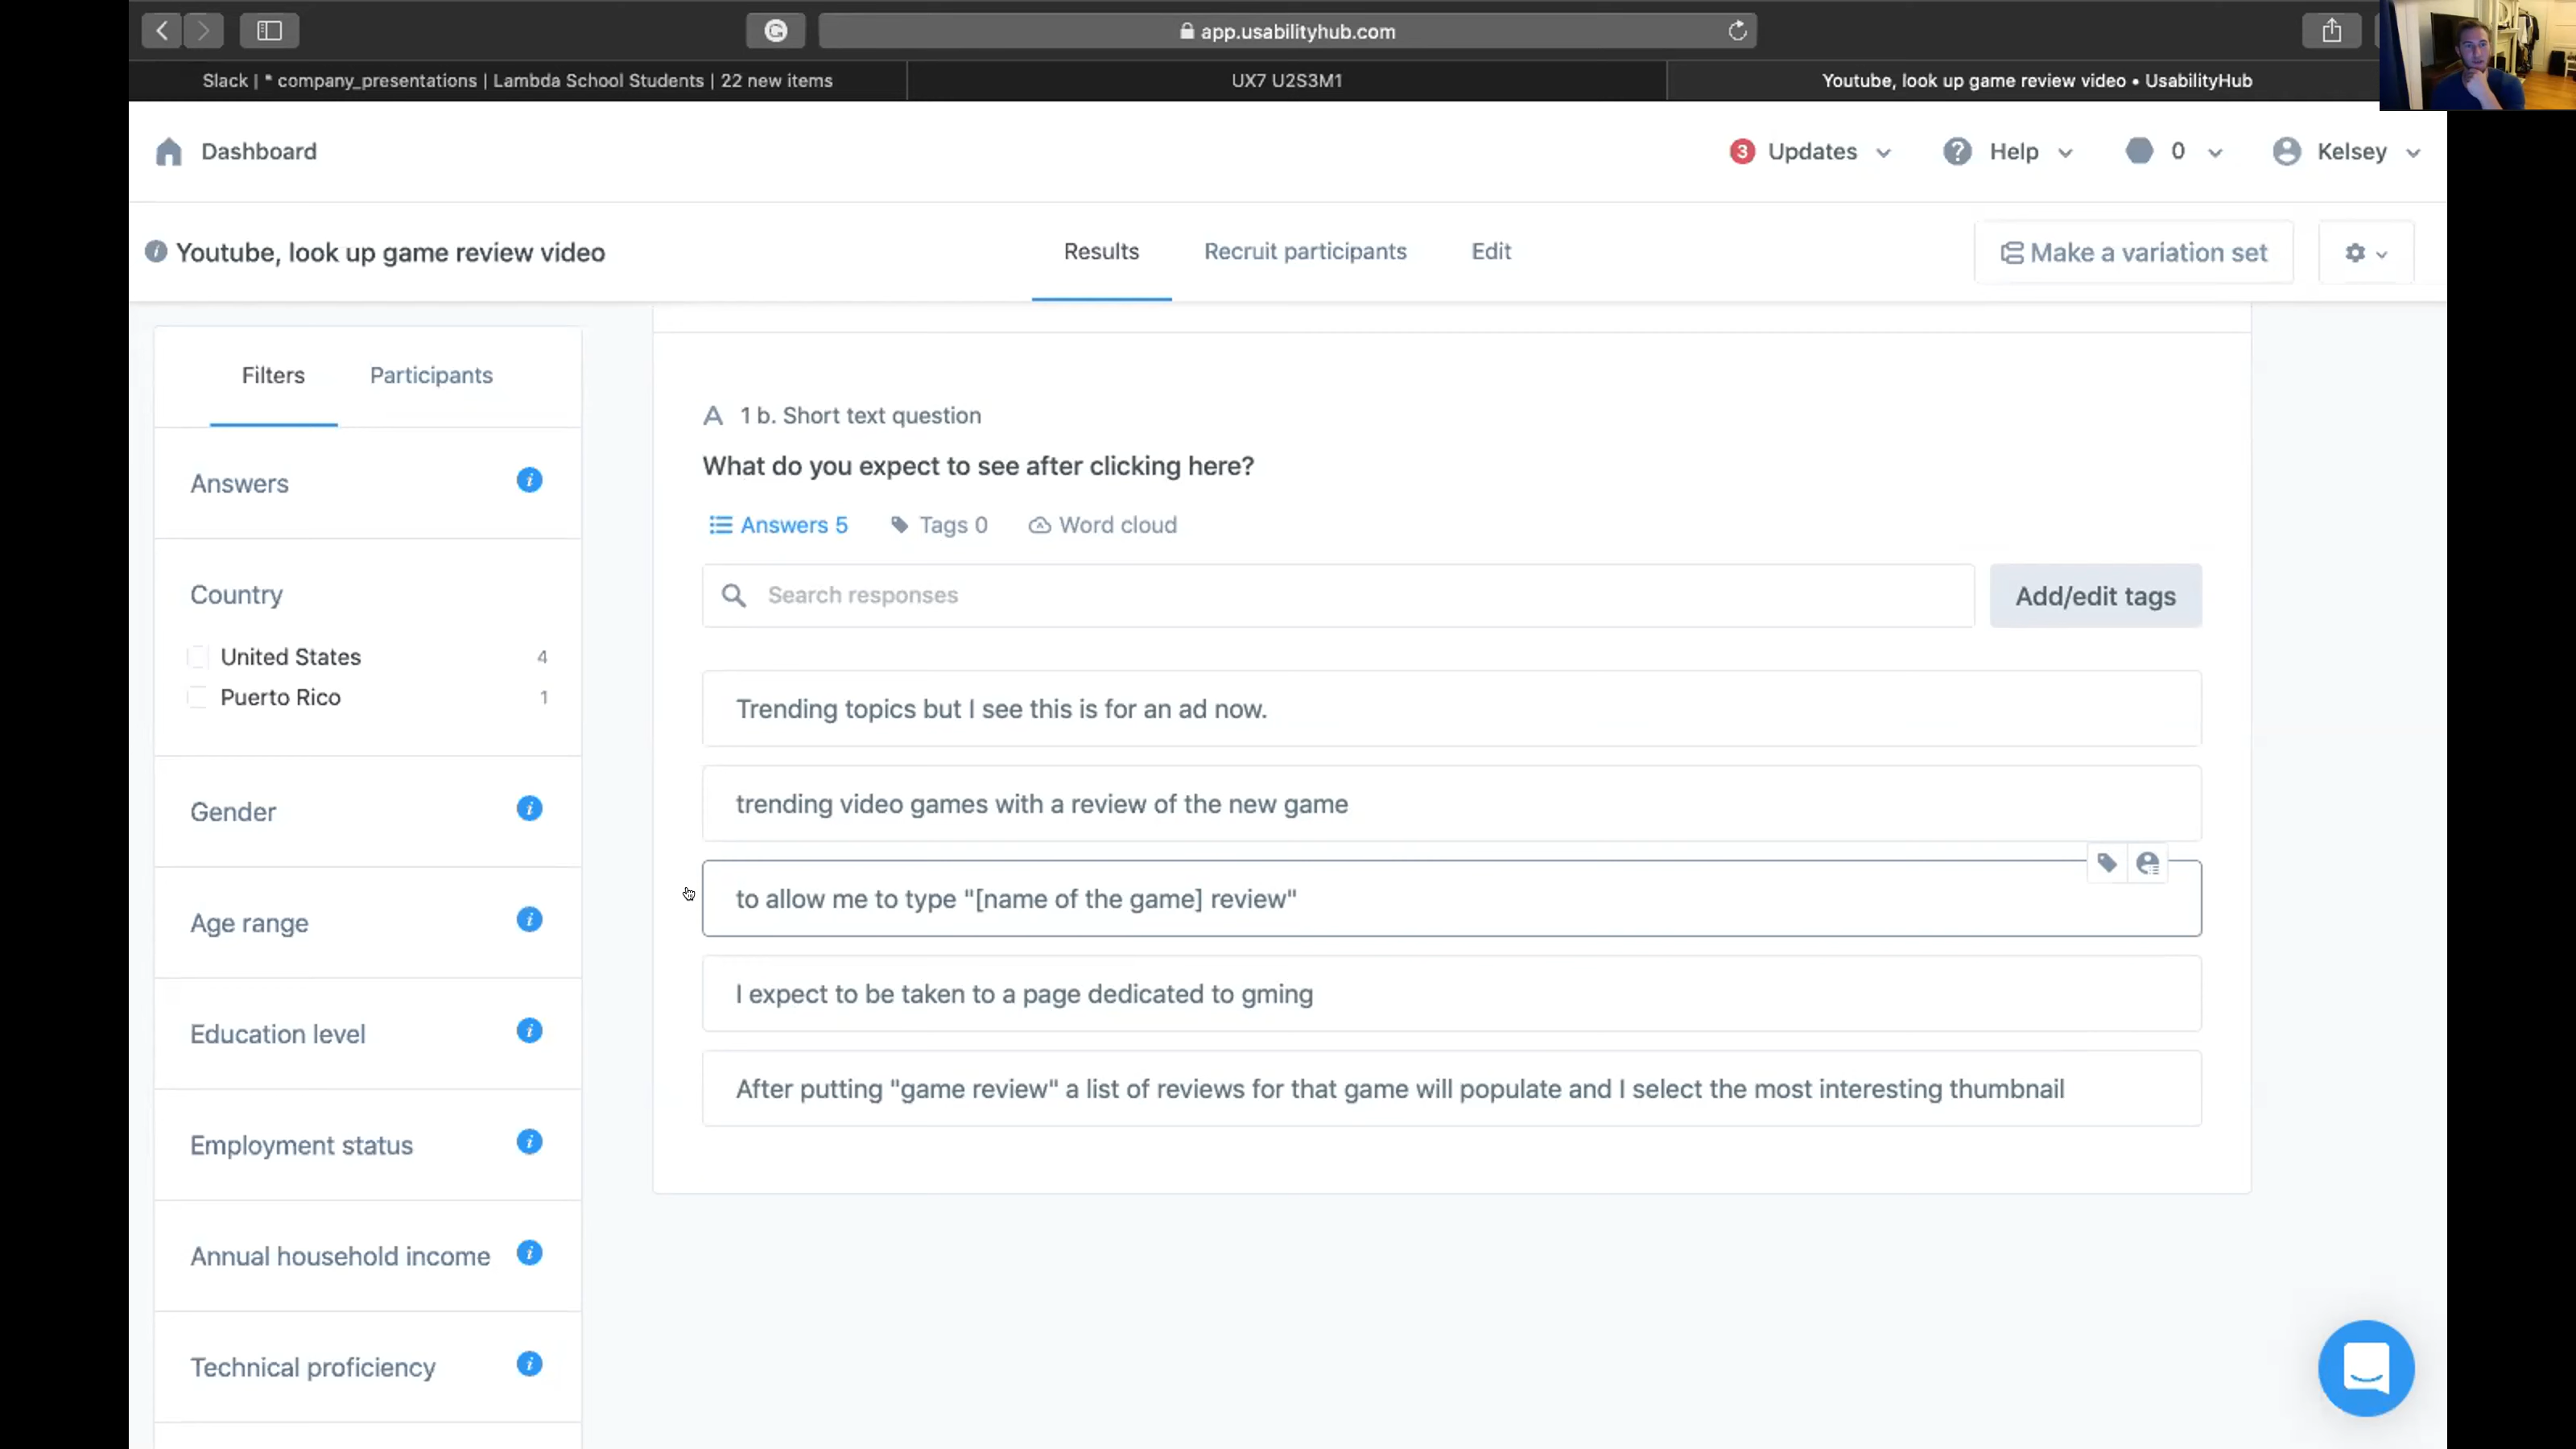 app.usabilityhub.com
Slack | * company_presentations | Lambda School Students | 22 new items
UX7 U2S3M1
Youtube, look up game review video • UsabilityHub
Dashboard
3 Updates
Help
0
Kelsey
Youtube, look up game review video
Results
Recruit participants
Edit
Make a variation set
Filters
Participants
Answers
Country
United States 4
Puerto Rico 1
Gender
Age range
Education level
Employment status
Annual household income
Technical proficiency
1 b. Short text question
What do you expect to see after clicking here?
Answers 5
Tags 0
Word cloud
Search responses
Add/edit tags
Trending topics but I see this is for an ad now.
trending video games with a review of the new game
to allow me to type "[name of the game] review"
I expect to be taken to a page dedicated to gming
After putting "game review" a list of reviews for that game will populate and I select the most interesting thumbnail